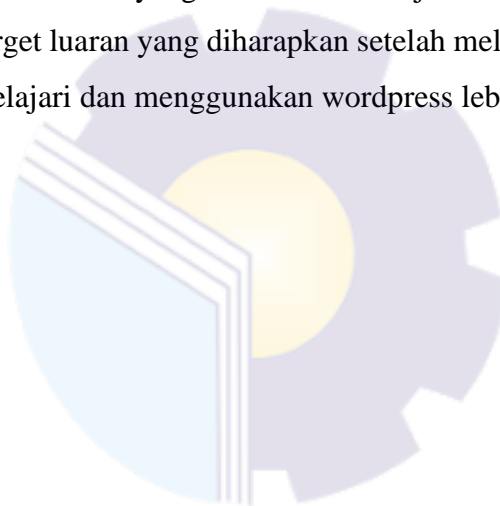 rget luaran yang diharapkan setelah mel
elajari dan menggunakan wordpress leb